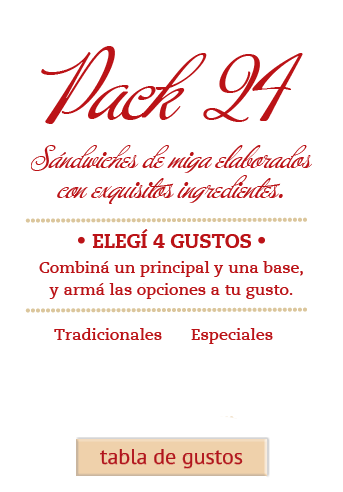 Pack 24
Sándwiches de miga elaborados
con exquisitos ingredientes.
• ELEGÍ 4 GUSTOS •
Combiná un principal y una base,
y armá las opciones a tu gusto.
Tradicionales Especiales
tabla de gustos